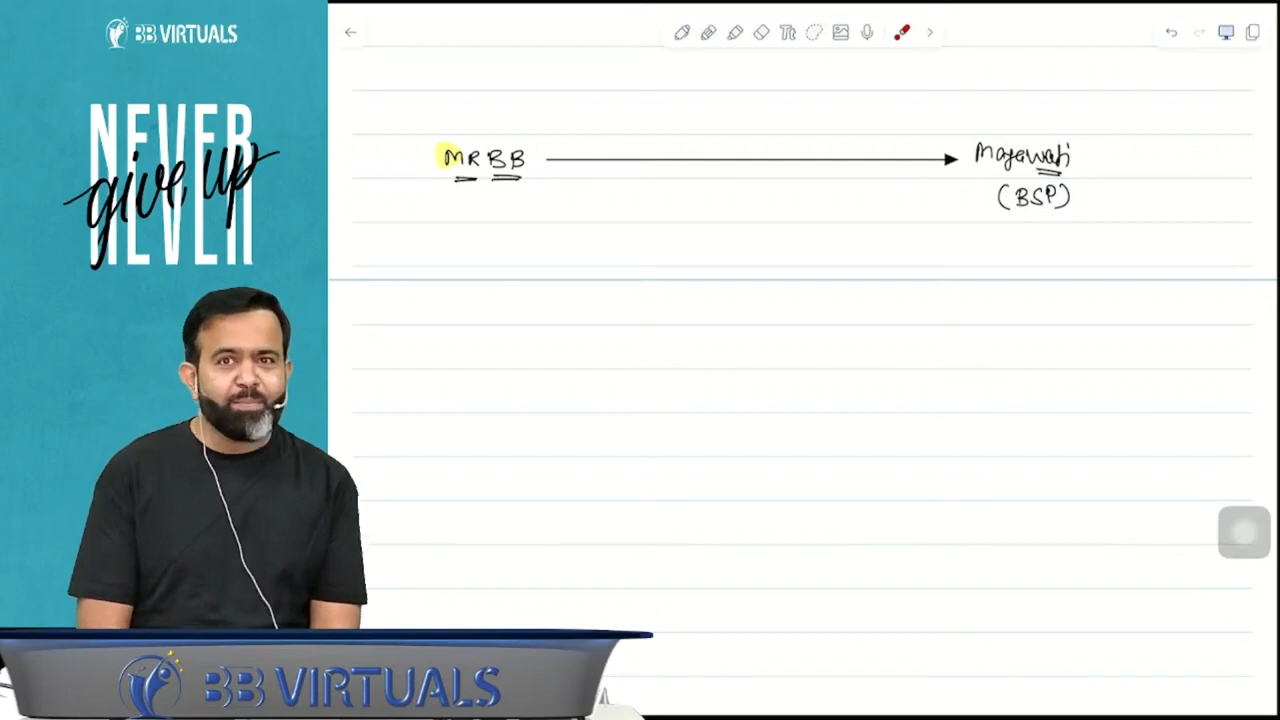 BB VIRTUALS
NEVER
give up
NEVER
MR BB
Mayawati
(BSP)
BB VIRTUALS